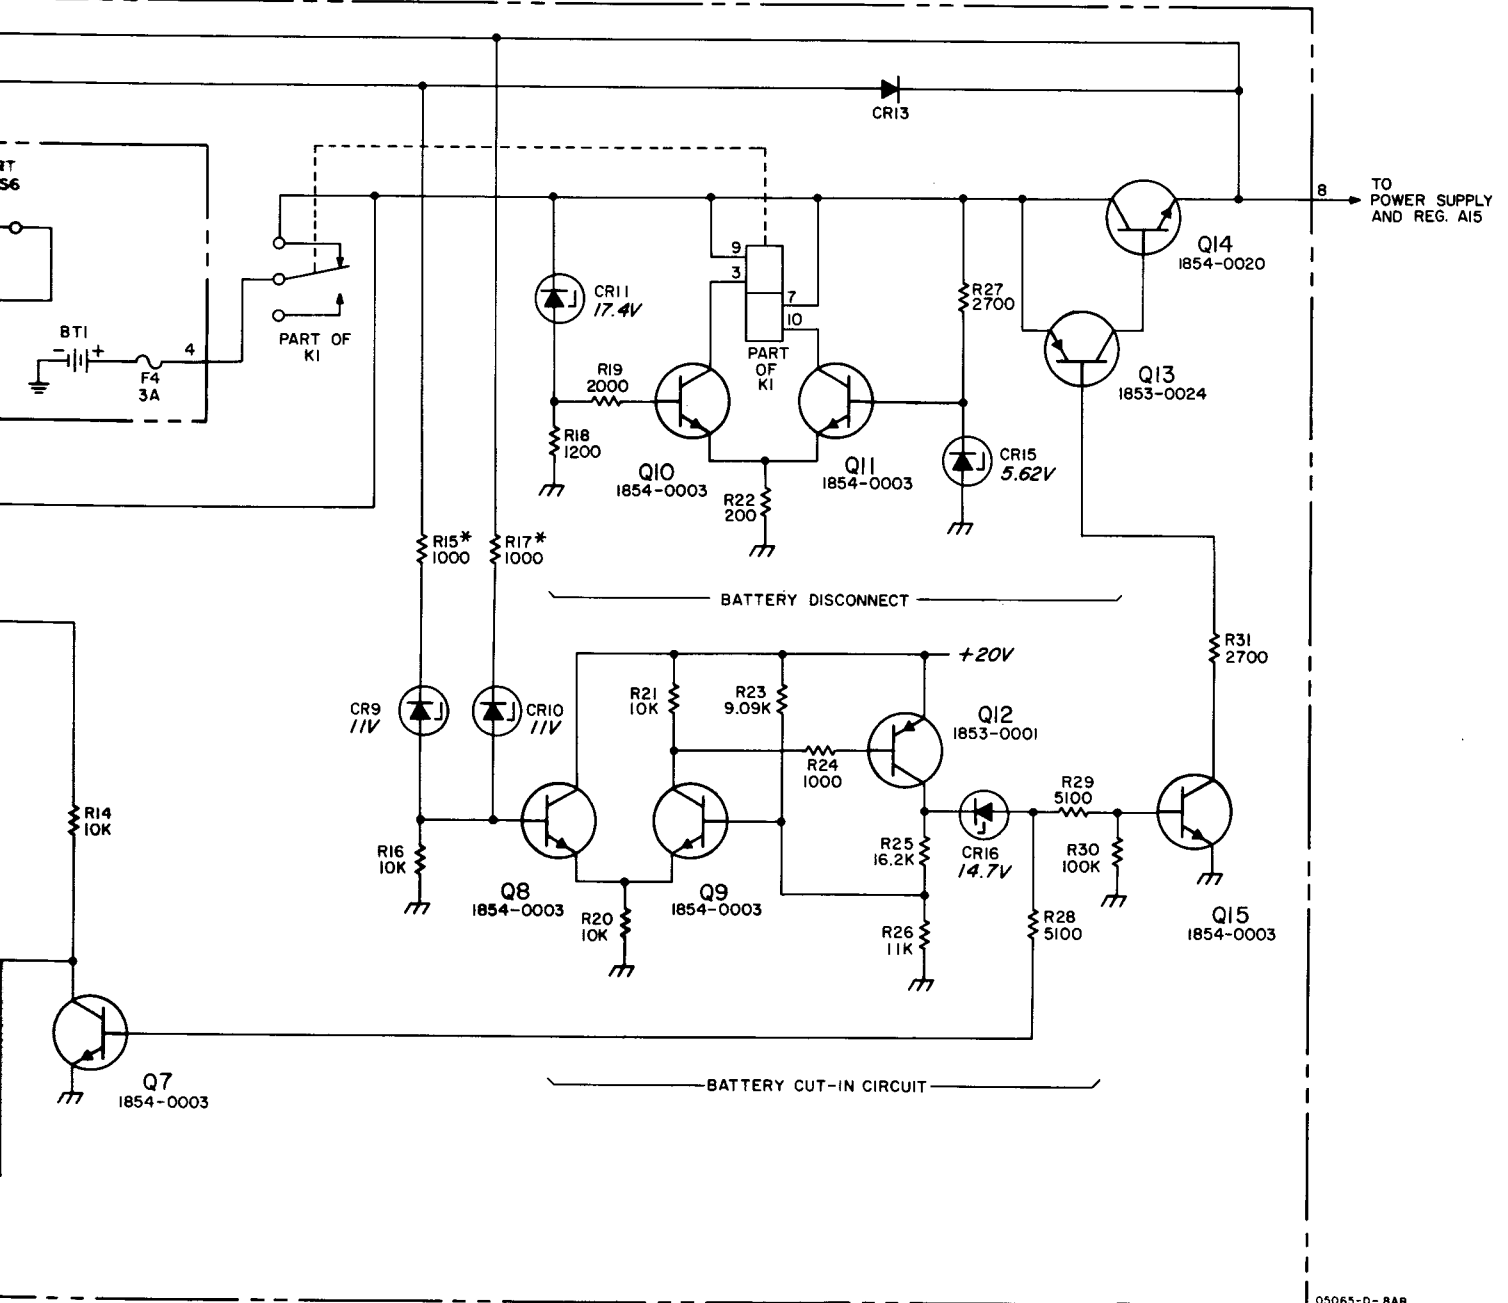 CR13
S6
8
TO
POWER SUPPLY
AND REG. A15
Q14
1854-0020
9
3
7
10
CR11
17.4V
R27
2700
BT1
- +
4
F4
3A
PART OF
K1
PART
OF
K1
R19
2000
Q13
1853-0024
R18
1200
Q10
1854-0003
Q11
1854-0003
CR15
5.62V
R22
200
R15*
1000
R17*
1000
BATTERY DISCONNECT
R31
2700
+20V
R21
10K
R23
9.09K
CR9
11V
CR10
11V
Q12
1853-0001
R24
1000
R29
5100
R14
10K
R16
10K
R25
16.2K
CR16
14.7V
R30
100K
Q8
1854-0003
Q9
1854-0003
R20
10K
R26
11K
R28
5100
Q15
1854-0003
Q7
1854-0003
BATTERY CUT-IN CIRCUIT
05065-D-8AB